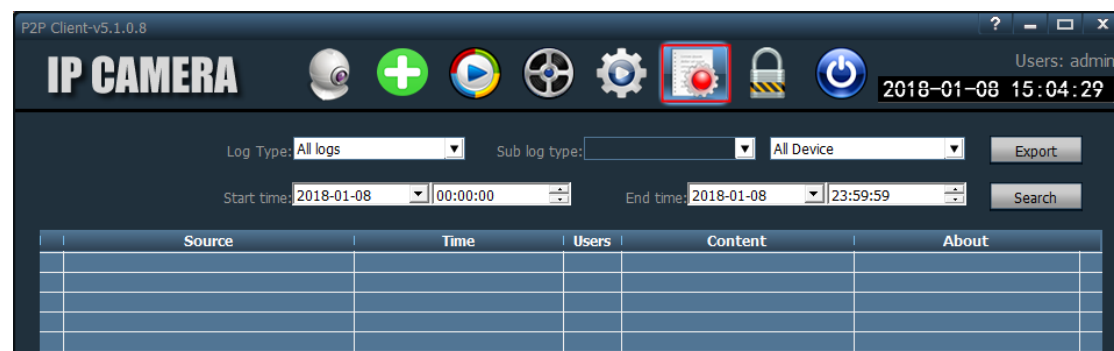 P2P Client-v5.1.0.8
IP CAMERA
Users: admin
2018-01-08 15:04:29
Log Type: All logs Sub log type: All Device Export
Start time: 2018-01-08 00:00:00 End time: 2018-01-08 23:59:59 Search
Source Time Users Content About